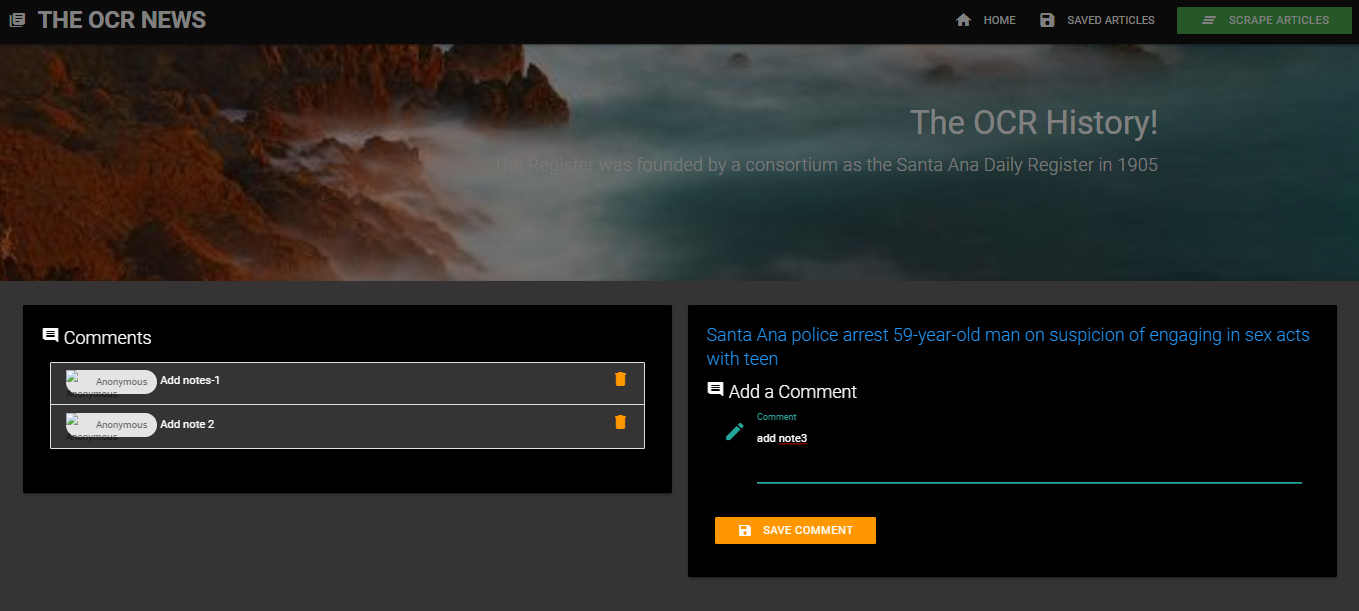 THE OCR NEWS
HOME
SAVED ARTICLES
SCRAPE ARTICLES
The OCR History!
The Register was founded by a consortium as the Santa Ana Daily Register in 1905
Comments
Anonymous Add notes-1
Anonymous
Anonymous Add note 2
Anonymous
Santa Ana police arrest 59-year-old man on suspicion of engaging in sex acts
with teen
Add a Comment
Comment
add note3
SAVE COMMENT